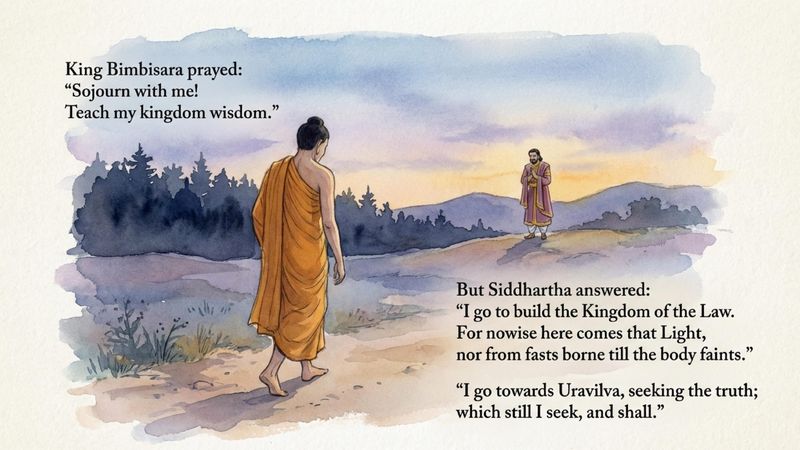 King Bimbisara prayed:
“Sojourn with me!
Teach my kingdom wisdom.”
But Siddhartha answered:
“I go to build the Kingdom of the Law.
For nowise here comes that Light,
nor from fasts borne till the body faints.”
“I go towards Uravilva, seeking the truth;
which still I seek, and shall.”